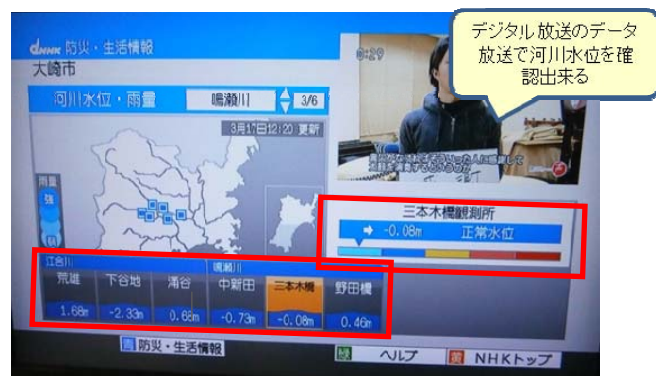 デジタル放送のデータ
放送で河川水位を確
認出来る
dNHK 防災・生活情報
大崎市
河川水位・雨量
鳴瀬川
3/6
3月17日12:20 更新
雨量
強
弱
三本木橋観測所
-0.08m 正常水位
江合川
鳴瀬川
荒雄
下谷地
涌谷
中新田
三本木橋
野田橋
1.68m
-2.33m
0.68m
-0.73m
-0.08m
0.46m
青 防災・生活情報
緑 ヘルプ
黄 NHKトップ